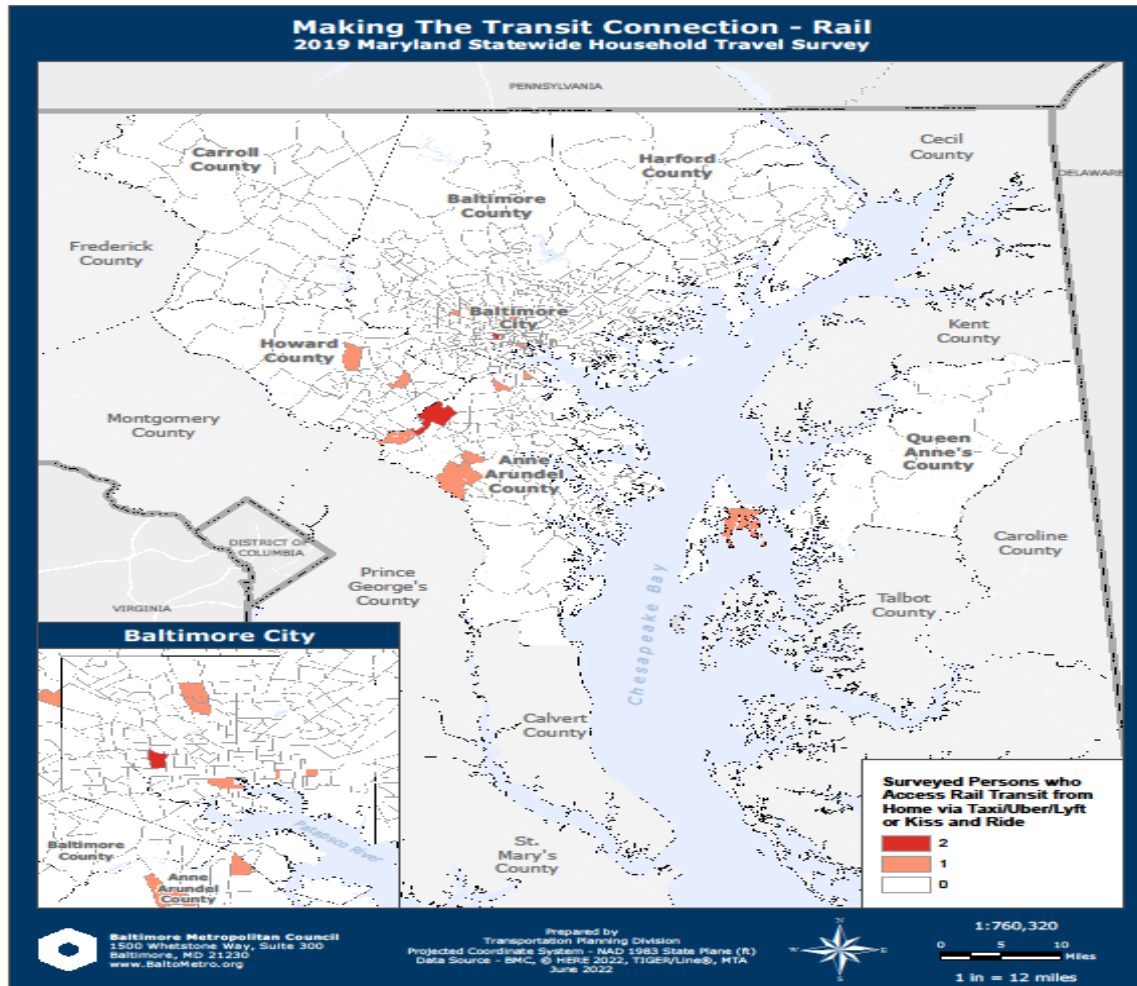 Making The Transit Connection - Rail
2019 Maryland Statewide Household Travel Survey
PENNSYLVANIA
Cecil
County
Carroll
County
Harford
County
DELAWARE
Baltimore
County
Frederick
County
Baltimore
City
Kent
County
Howard
County
Montgomery
County
Queen
Anne's
County
Anne
Arundel
County
DISTRICT OF
COLUMBIA
Caroline
County
Prince
George's
County
VIRGINIA
Talbot
County
Chesapeake Bay
Baltimore City
Calvert
County
Surveyed Persons who
Access Rail Transit from
Home via Taxi/Uber/Lyft
or Kiss and Ride
2
1
0
Patapsco River
Baltimore
County
St.
Mary's
County
Anne
Arundel
County
Baltimore Metropolitan Council
1500 Whetstone Way, Suite 300
Baltimore, MD 21230
www.BaltoMetro.org
Prepared by
Transportation Planning Division
Projected Coordinate System - NAD 1983 State Plane (ft)
Data Source - BMC, © HERE 2022, TIGER/Line®, MTA
June 2022
N
W
E
S
1:760,320
0 5 10
Miles
1 in = 12 miles